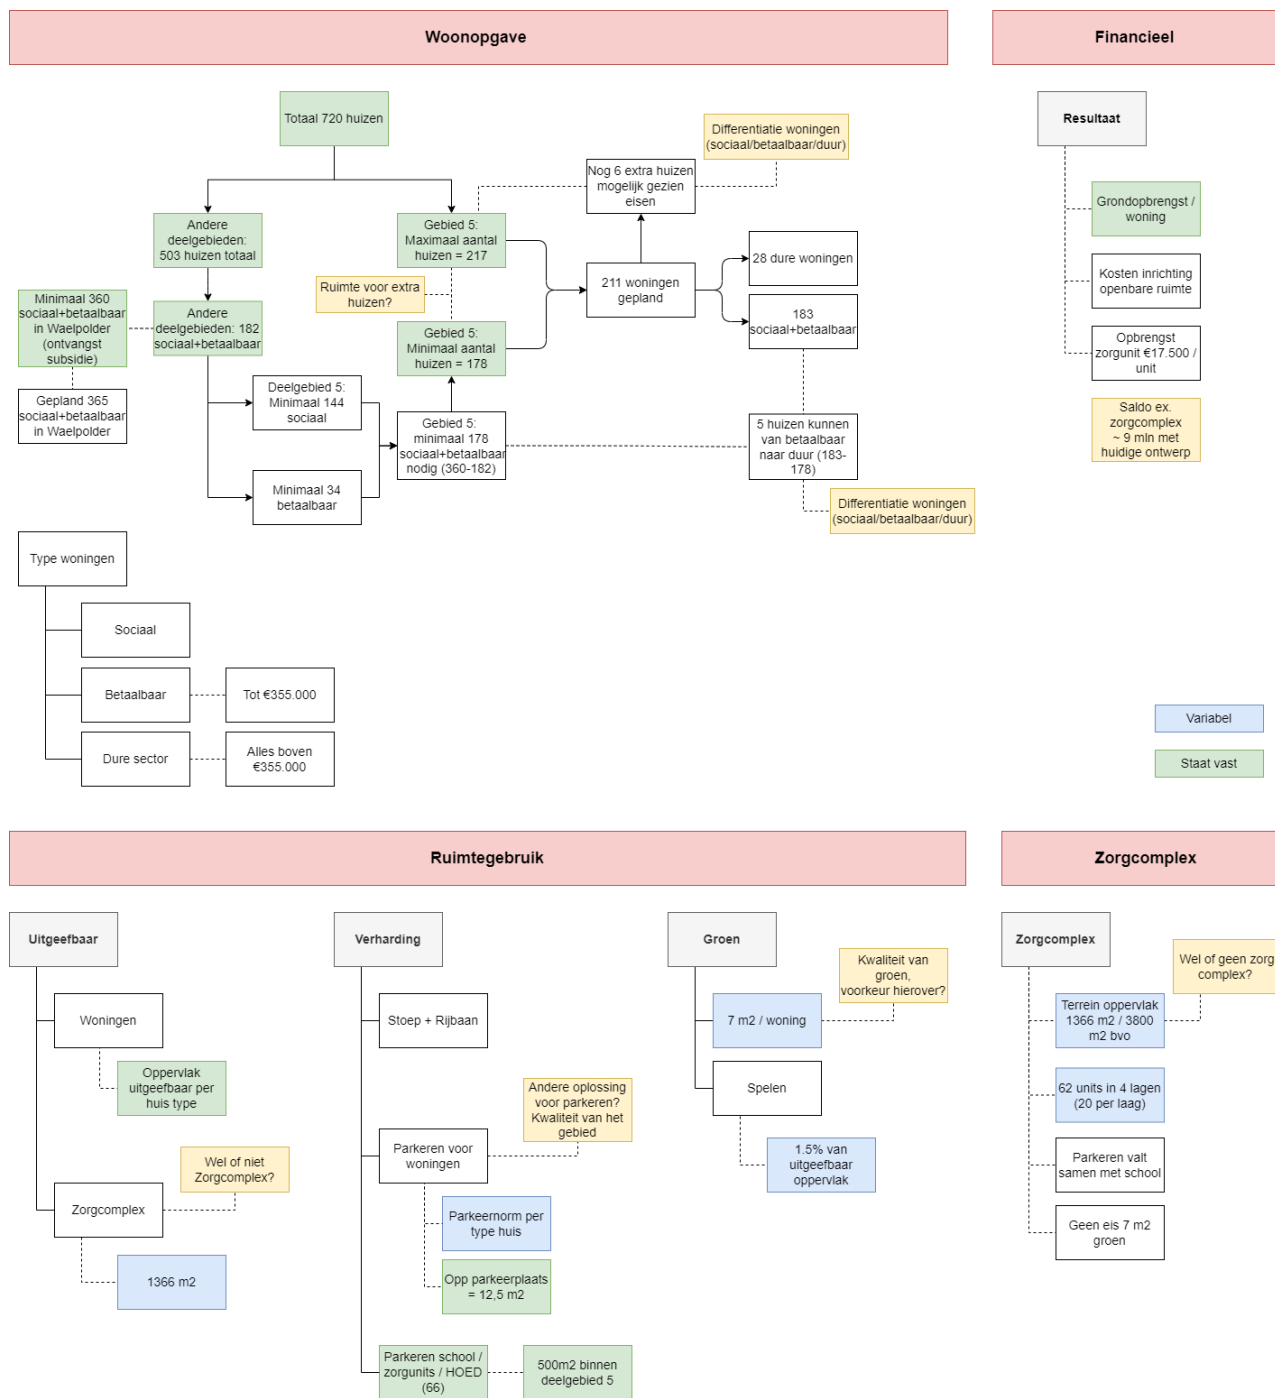 Woonopgave
Totaal 720 huizen
Differentiatie woningen
(sociaal/betaalbaar/duur)
Nog 6 extra huizen
mogelijk gezien
eisen
Andere
deelgebieden:
503 huizen totaal
Gebied 5:
Maximaal aantal
huizen = 217
28 dure woningen
211 woningen
gepland
Ruimte voor extra
huizen?
Minimaal 360
sociaal+betaalbaar
in Waelpolder
(ontvangst
subsidie)
Andere
deelgebieden: 182
sociaal+betaalbaar
183
sociaal+betaalbaar
Gebied 5:
Minimaal aantal
huizen = 178
Gepland 365
sociaal+betaalbaar
in Waelpolder
Deelgebied 5:
Minimaal 144
sociaal
Gebied 5:
minimaal 178
sociaal+betaalbaar
nodig (360-182)
5 huizen kunnen
van betaalbaar
naar duur (183-
178)
Minimaal 34
betaalbaar
Differentiatie woningen
(sociaal/betaalbaar/duur)
Type woningen
Sociaal
Betaalbaar
Tot €355.000
Dure sector
Alles boven
€355.000
Financieel
Resultaat
Grondopbrengst /
woning
Kosten inrichting
openbare ruimte
Opbrengst
zorgunit €17.500 /
unit
Saldo ex.
zorgcomplex
~ 9 mln met
huidige ontwerp
Variabel
Staat vast
Ruimtegebruik
Uitgeefbaar
Woningen
Oppervlak
uitgeefbaar per
huis type
Wel of niet
Zorgcomplex?
Zorgcomplex
1366 m2
Verharding
Stoep + Rijbaan
Andere oplossing
voor parkeren?
Kwaliteit van het
gebied
Parkeren voor
woningen
Parkeernorm per
type huis
Opp parkeerplaats
= 12,5 m2
Parkeren school /
zorgunits / HOED
(66)
500m2 binnen
deelgebied 5
Groen
Kwaliteit van
groen,
voorkeur hierover?
7 m2 / woning
Spelen
1.5% van
uitgeefbaar
oppervlak
Zorgcomplex
Zorgcomplex
Wel of geen zorg
complex?
Terrein oppervlak
1366 m2 / 3800
m2 bvo
62 units in 4 lagen
(20 per laag)
Parkeren valt
samen met school
Geen eis 7 m2
groen